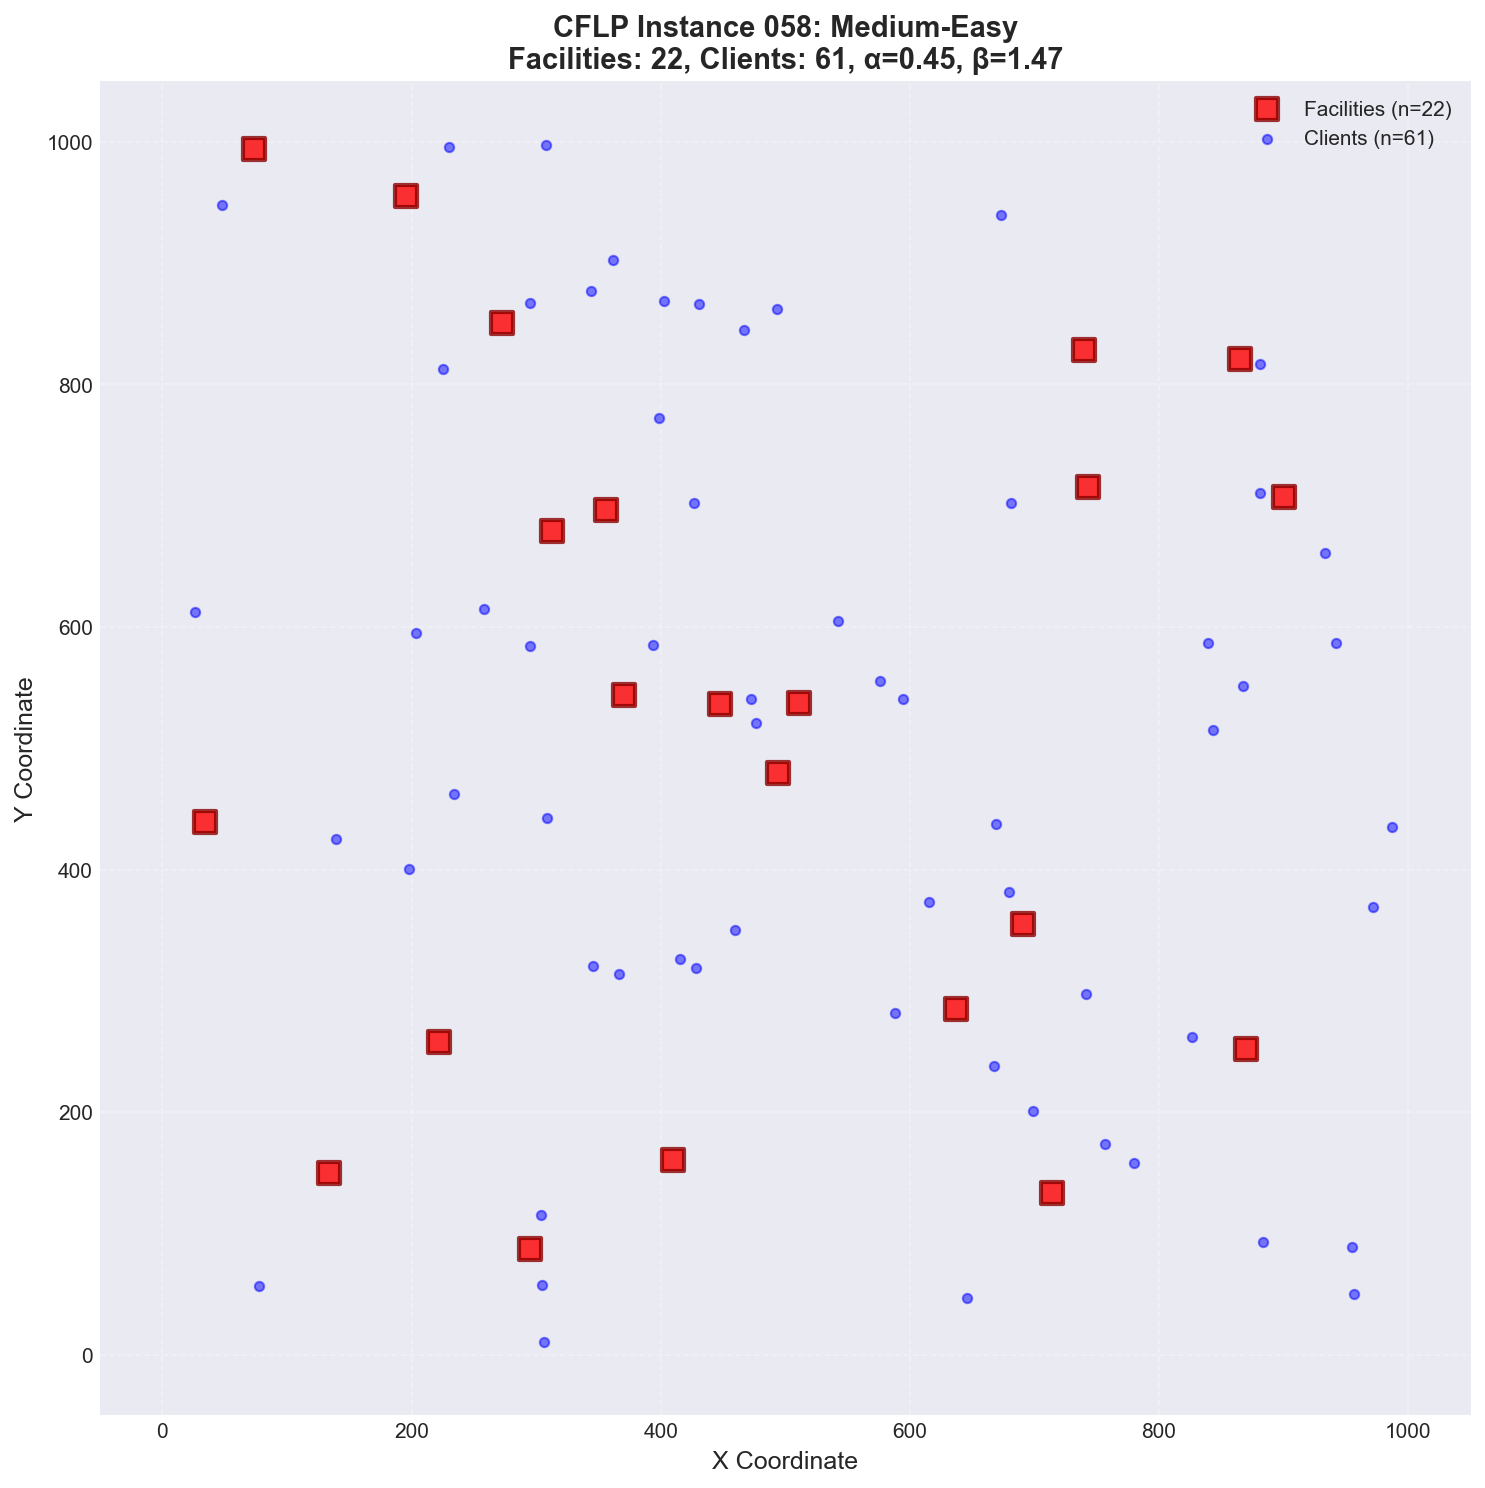 CFLP Instance 058: Medium-Easy
Facilities: 22, Clients: 61, α=0.45, β=1.47
Facilities (n=22)
Clients (n=61)
1000
800
600
400
200
0
Y Coordinate
0 200 400 600 800 1000
X Coordinate